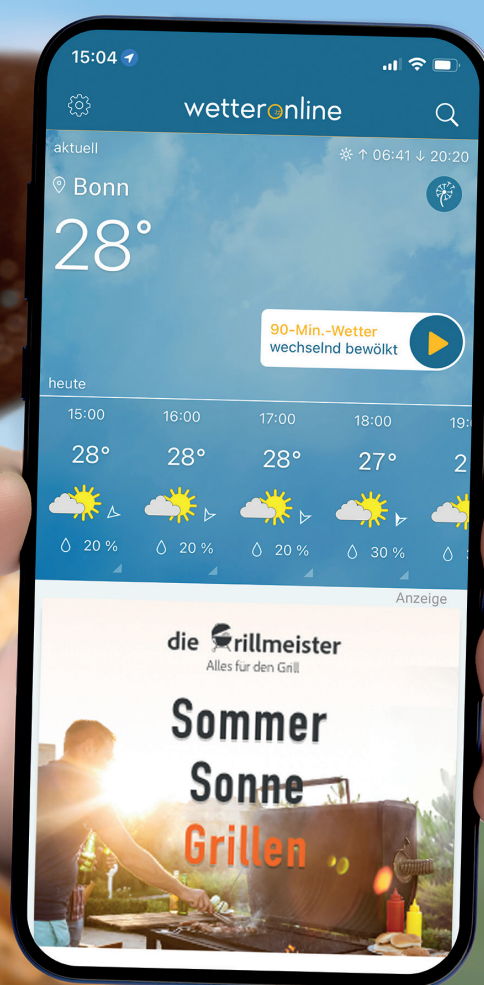 15:04
wetteronline
aktuell
↑ 06:41 ↓ 20:20
Bonn
28°
90-Min.-Wetter
wechselnd bewölkt
heute
15:00 16:00 17:00 18:00 19:
28° 28° 28° 27° 2
20 % 20 % 20 % 30 %
Anzeige
die Grillmeister
Alles für den Grill
Sommer
Sonne
Grillen